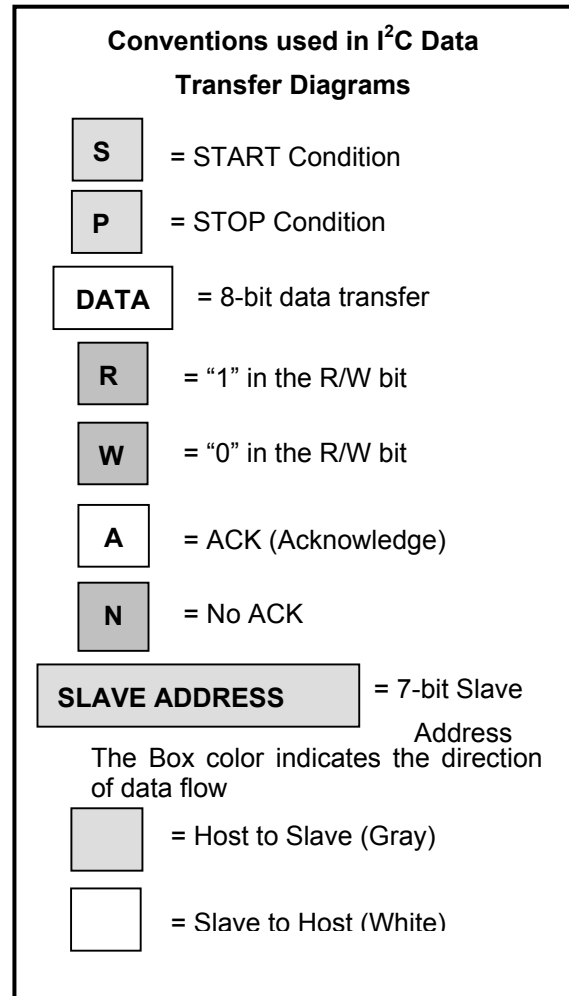 Conventions used in I²C Data
Transfer Diagrams
S = START Condition
P = STOP Condition
DATA = 8-bit data transfer
R = “1” in the R/W bit
W = “0” in the R/W bit
A = ACK (Acknowledge)
N = No ACK
SLAVE ADDRESS = 7-bit Slave
Address
The Box color indicates the direction
of data flow
= Host to Slave (Gray)
= Slave to Host (White)